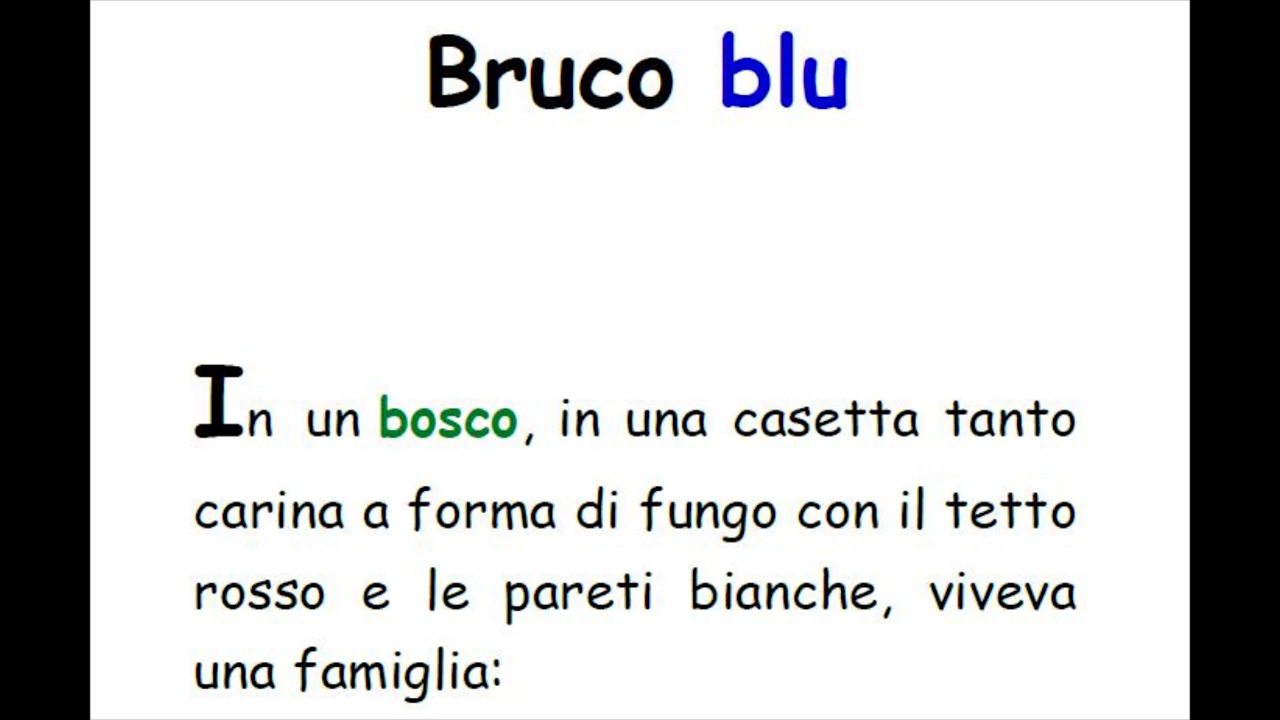 Bruco blu
In un bosco, in una casetta tanto
carina a forma di fungo con il tetto
rosso e le pareti bianche, viveva
una famiglia: